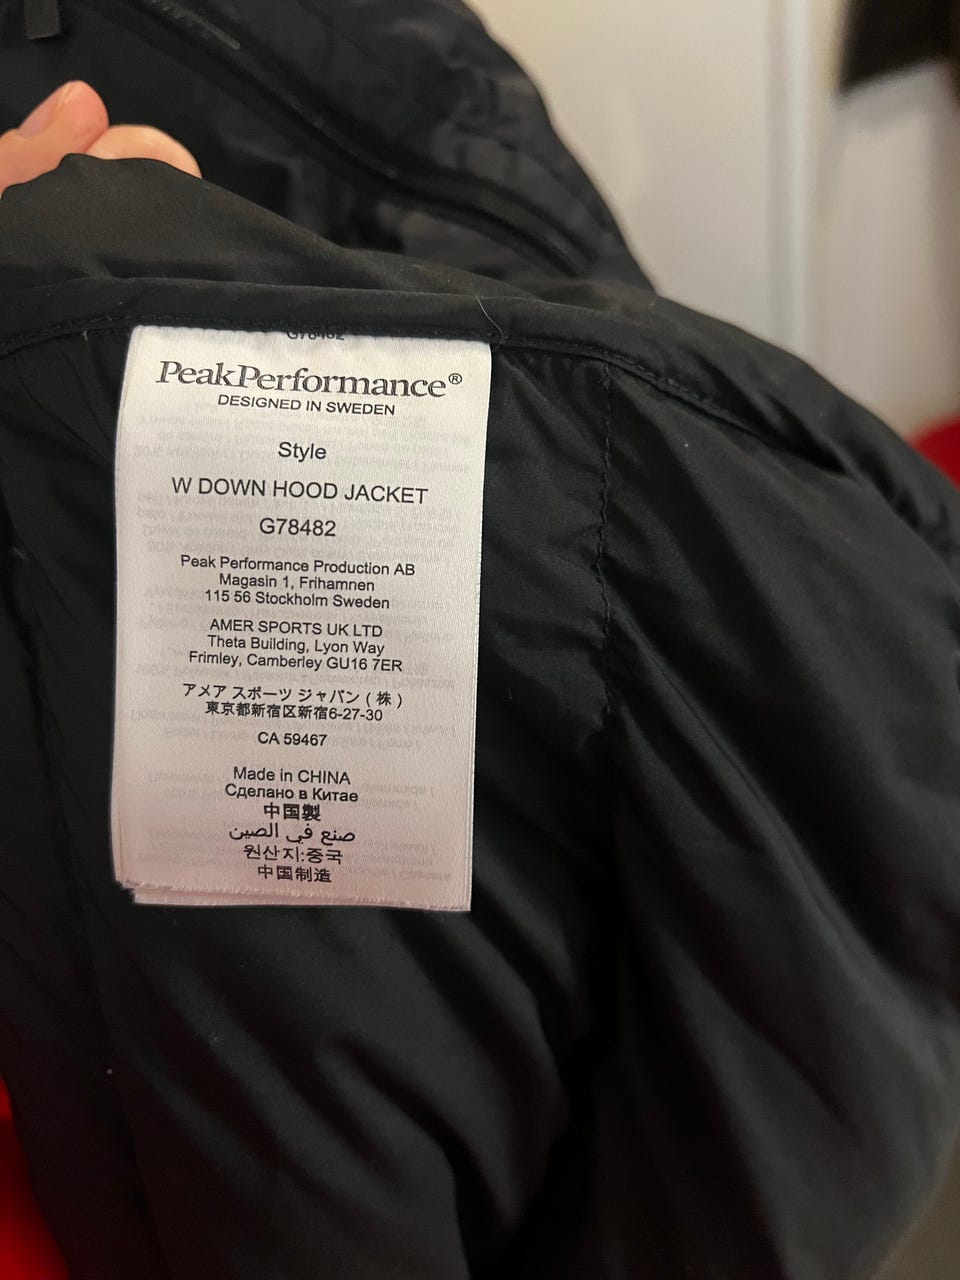 G78482
PeakPerformance®
DESIGNED IN SWEDEN
Style
W DOWN HOOD JACKET
G78482
Peak Performance Production AB
Magasin 1, Frihamnen
115 56 Stockholm Sweden
AMER SPORTS UK LTD
Theta Building, Lyon Way
Frimley, Camberley GU16 7ER
アメア スポーツ ジャパン ( 株 )
東京都新宿区新宿6-27-30
CA 59467
Made in CHINA
Сделано в Китае
中国製
صنع في الصين
원산지:중국
中国制造